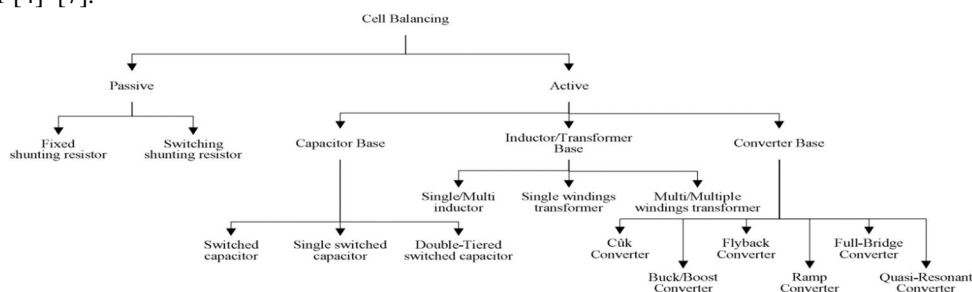 [4]–[7].
Cell Balancing
Passive
Active
Fixed
shunting resistor
Switching
shunting resistor
Capacitor Base
Inductor/Transformer
Base
Converter Base
Single/Multi
inductor
Single windings
transformer
Multi/Multiple
windings transformer
Switched
capacitor
Single switched
capacitor
Double-Tiered
switched capacitor
Cûk
Converter
Buck/Boost
Converter
Flyback
Converter
Ramp
Converter
Full-Bridge
Converter
Quasi-Resonant
Converter